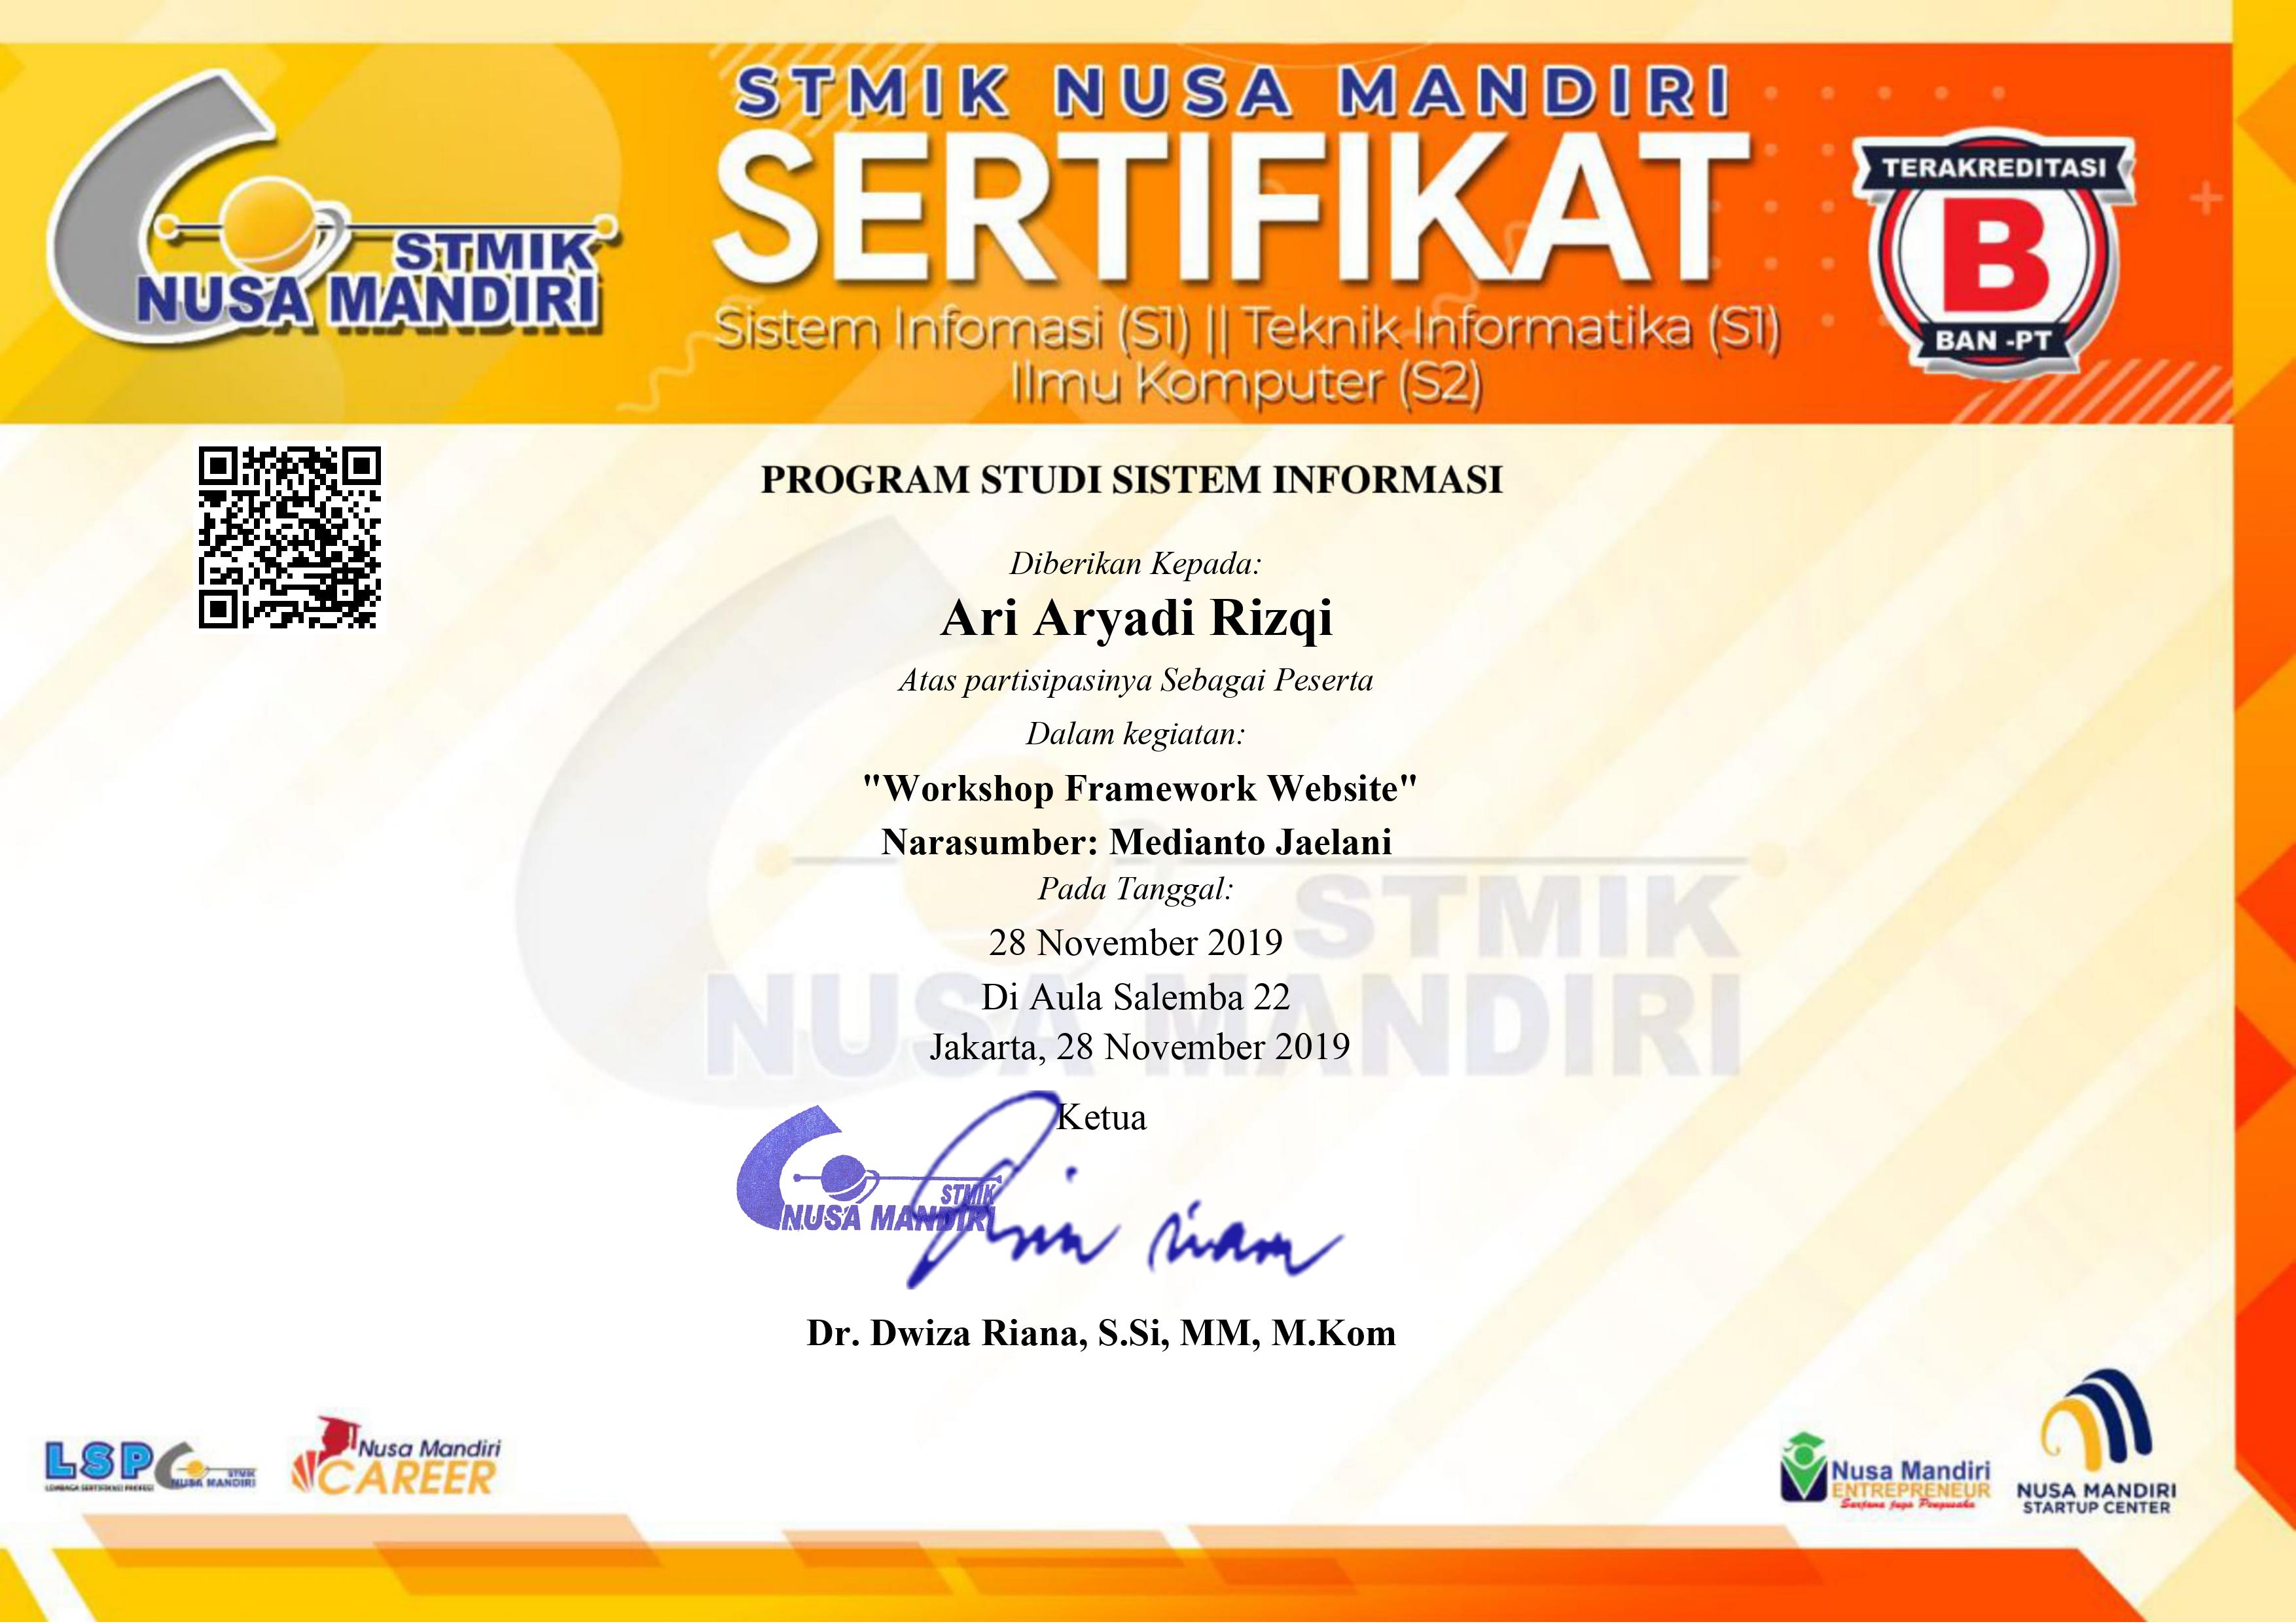 STMIK NUSA MANDIRI
SERTIFIKAT
Sistem Infomasi (S1) || Teknik Informatika (S1)
Ilmu Komputer (S2)
STMIK
NUSA MANDIRI
TERAKREDITASI
B
BAN -PT
PROGRAM STUDI SISTEM INFORMASI
Diberikan Kepada:
Ari Aryadi Rizqi
Atas partisipasinya Sebagai Peserta
Dalam kegiatan:
"Workshop Framework Website"
Narasumber: Medianto Jaelani
Pada Tanggal:
28 November 2019
Di Aula Salemba 22
Jakarta, 28 November 2019
STMIK
NUSA MANDIRI
Ketua
STMIK
NUSA MANDIRI
Dr. Dwiza Riana, S.Si, MM, M.Kom
LSP
LEMBAGA SERTIFIKASI PROFESI
STMIK
NUSA MANDIRI
Nusa Mandiri
CAREER
Nusa Mandiri
ENTREPRENEUR
Sarjana juga Pengusaha
NUSA MANDIRI
STARTUP CENTER